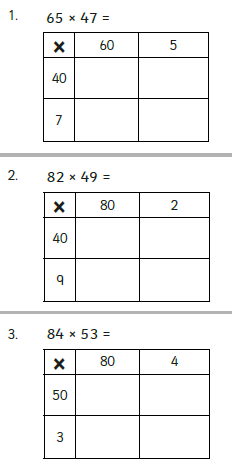 1. 65 × 47 =
× 60 5
40
7
2. 82 × 49 =
× 80 2
40
9
3. 84 × 53 =
× 80 4
50
3